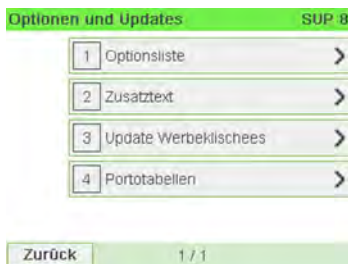 Optionen und Updates SUP 8
1 Optionsliste
2 Zusatztext
3 Update Werbeklischees
4 Portotabellen
Zurück 1 / 1